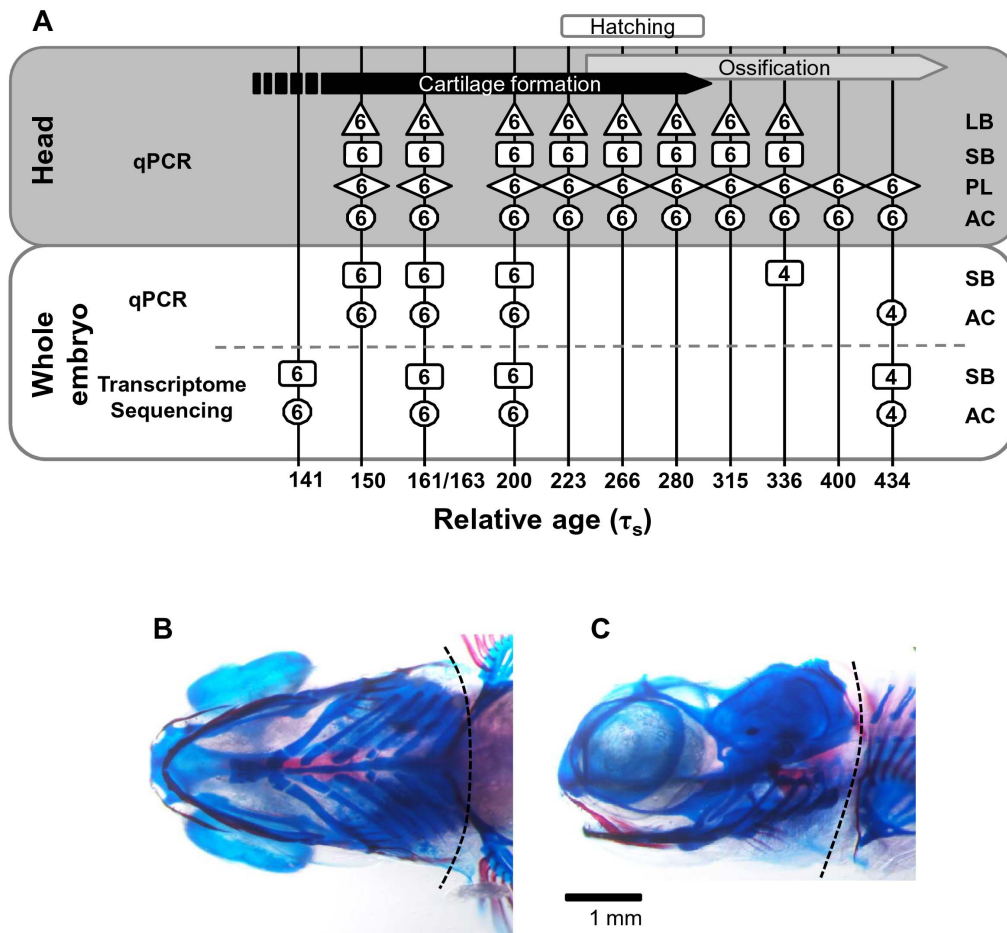 A
Hatching
Ossification
Cartilage formation
Head
qPCR
6 6 6 6 6 6 6 6 LB
6 6 6 6 6 6 6 6 SB
6 6 6 6 6 6 6 6 6 6 PL
6 6 6 6 6 6 6 6 6 6 AC
Whole
embryo
qPCR
6 6 6 4 SB
6 6 6 4 AC
Transcriptome
Sequencing
6 6 6 4 SB
6 6 6 4 AC
141 150 161/163 200 223 266 280 315 336 400 434
Relative age (τs)
B
C
1 mm